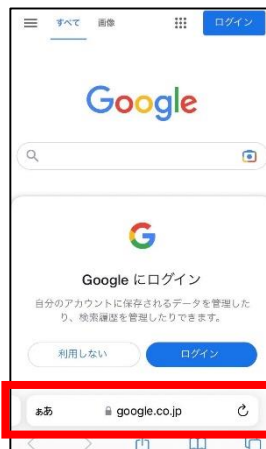 すべて 画像 ログイン
Google
Google にログイン
自分のアカウントに保存されるデータを管理した
り、検索履歴を管理したりできます。
利用しない ログイン
ぁあ google.co.jp